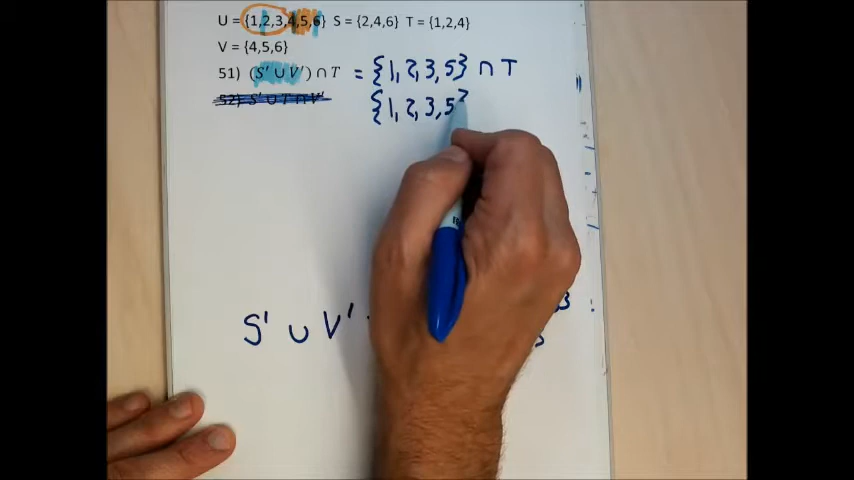 U = {1,2,3,4,5,6} S = {2,4,6} T = {1,2,4}
V = {4,5,6}
51) (S' ∪ V') ∩ T = {1, 2, 3, 5} ∩ T
52) S' ∪ T ∩ V'
{1, 2, 3, 5}
S' ∪ V'